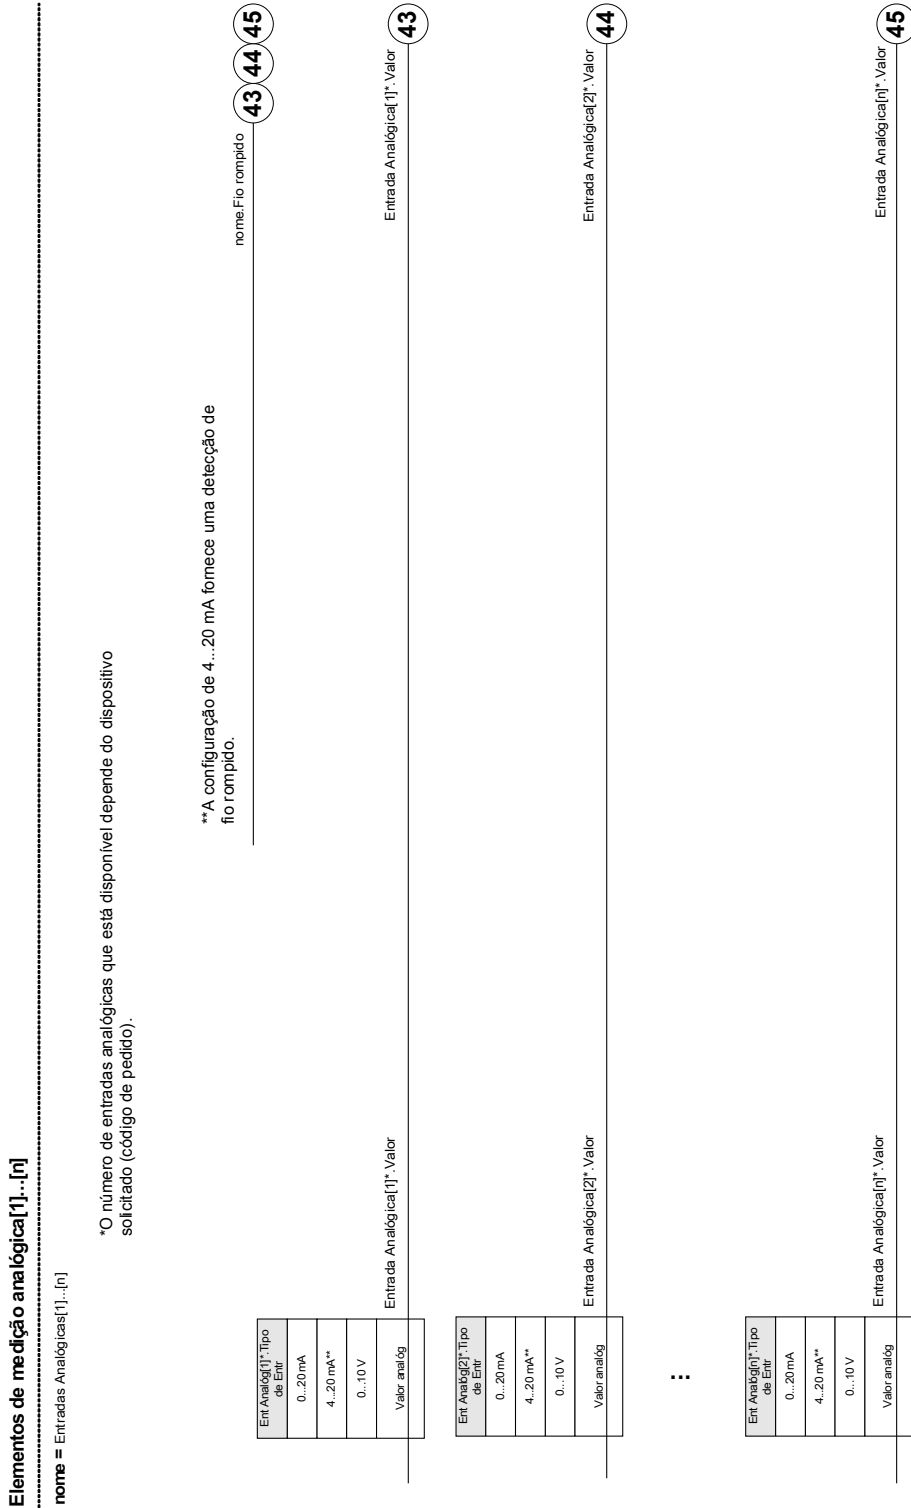 Elementos de medição analógica[1]...[n]
nome = Entradas Analógicas[1]...[n]
*O número de entradas analógicas que está disponível depende do dispositivo
solicitado (código de pedido).
**A configuração de 4...20 mA fornece uma detecção de
fio rompido.
nome.Fio rompido
43 44 45
Ent Analóg[1]*.Tipo
de Entr
0...20 mA
4...20 mA**
0...10 V
Valor analóg
Entrada Analógica[1]*.Valor
Entrada Analógica[1]*.Valor
43
Ent Analóg[2]*.Tipo
de Entr
0...20 mA
4...20 mA**
0...10 V
Valor analóg
Entrada Analógica[2]*.Valor
Entrada Analógica[2]*.Valor
44
...
Ent Analóg[n]*.Tipo
de Entr
0...20 mA
4...20 mA**
0...10 V
Valor analóg
Entrada Analógica[n]*.Valor
Entrada Analógica[n]*.Valor
45